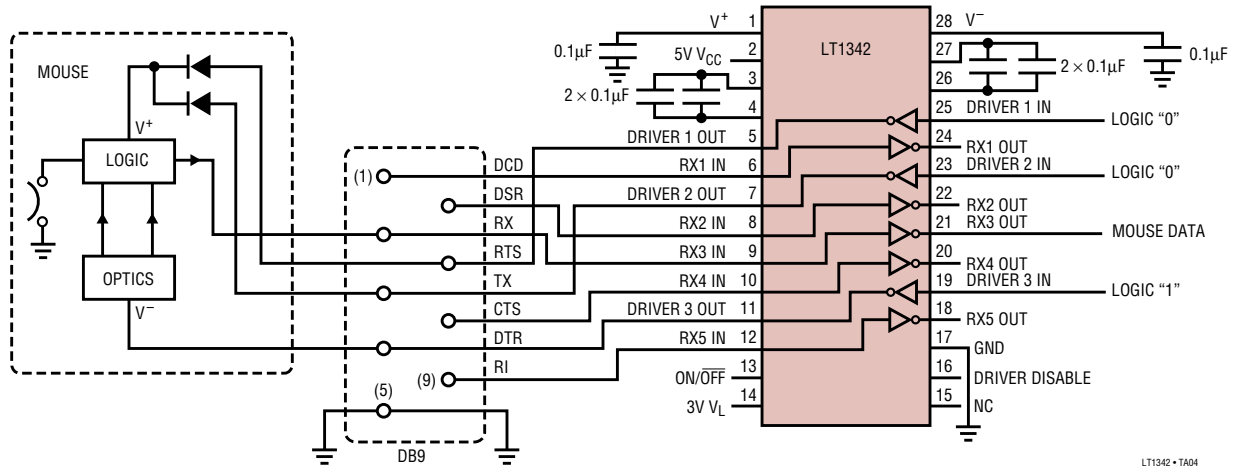 MOUSE
V+
LOGIC
OPTICS
V−
(1)
DCD
DSR
RX
RTS
TX
CTS
DTR
RI
(9)
(5)
DB9
V+ 1
0.1µF
5V VCC 2
3
2 × 0.1µF
4
DRIVER 1 OUT 5
RX1 IN 6
DRIVER 2 OUT 7
RX2 IN 8
RX3 IN 9
RX4 IN 10
DRIVER 3 OUT 11
RX5 IN 12
ON/OFF 13
3V VL 14
LT1342
28 V−
0.1µF
27
2 × 0.1µF
26
25 DRIVER 1 IN LOGIC “0”
24 RX1 OUT
23 DRIVER 2 IN LOGIC “0”
22 RX2 OUT
21 RX3 OUT MOUSE DATA
20 RX4 OUT
19 DRIVER 3 IN LOGIC “1”
18 RX5 OUT
17 GND
16 DRIVER DISABLE
15 NC
LT1342 • TA04